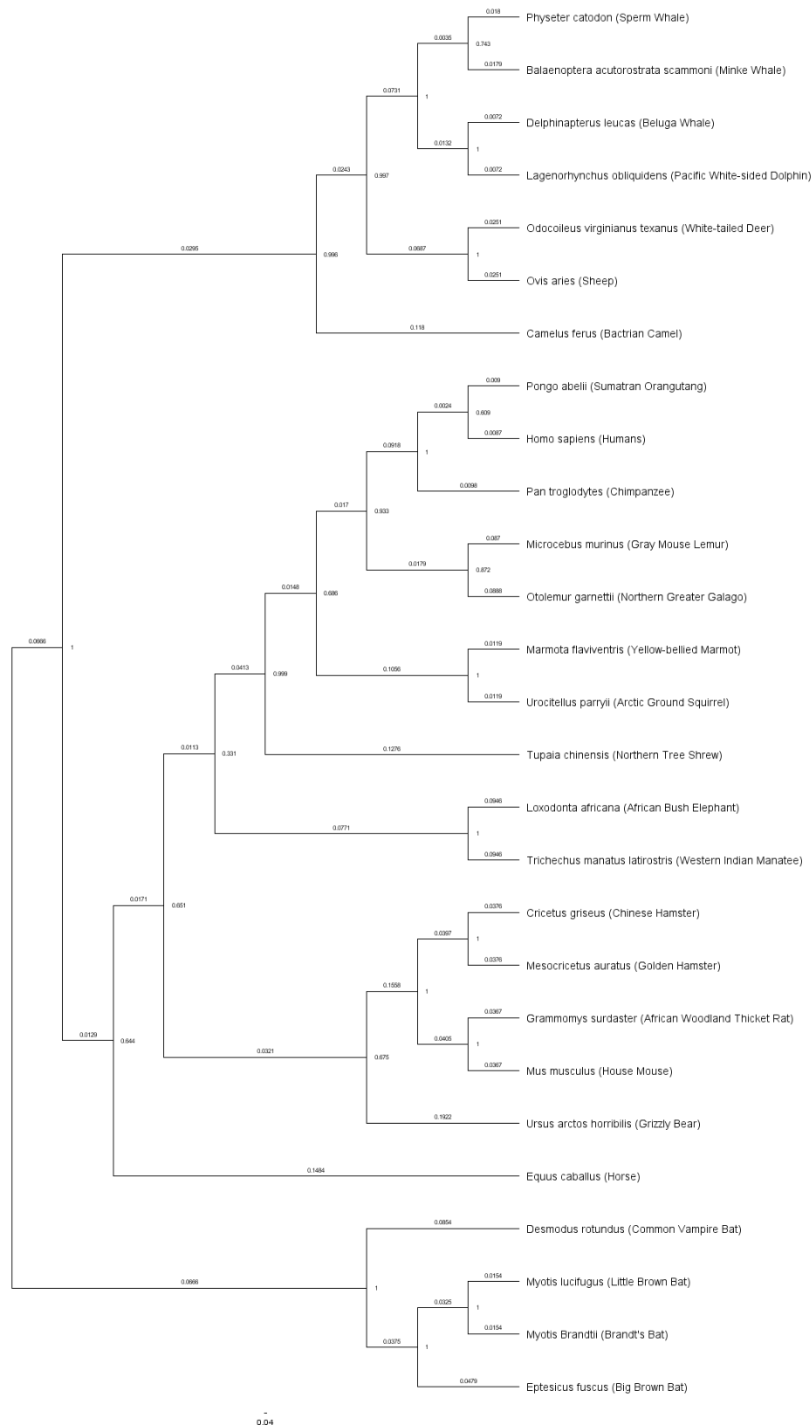 0.018
Physeter catodon (Sperm Whale)
0.0035
0.743
0.0179
Balaenoptera acutorostrata scammoni (Minke Whale)
0.0731
1
0.0072
Delphinapterus leucas (Beluga Whale)
0.0132
1
0.0072
Lagenorhynchus obliquidens (Pacific White-sided Dolphin)
0.0243
0.997
0.0251
Odocoileus virginianus texanus (White-tailed Deer)
0.0687
1
0.0295
0.996
0.0251
Ovis aries (Sheep)
0.118
Camelus ferus (Bactrian Camel)
0.009
Pongo abelii (Sumatran Orangutang)
0.0024
0.609
0.0087
Homo sapiens (Humans)
0.0918
1
0.0098
Pan troglodytes (Chimpanzee)
0.017
0.933
0.087
Microcebus murinus (Gray Mouse Lemur)
0.0179
0.872
0.0148
0.686
0.0888
Otolemur garnettii (Northern Greater Galago)
0.0666
1
0.0119
Marmota flaviventris (Yellow-bellied Marmot)
0.0413
0.999
0.1056
1
0.0119
Urocitellus parryii (Arctic Ground Squirrel)
0.0113
0.331
0.1276
Tupaia chinensis (Northern Tree Shrew)
0.0946
Loxodonta africana (African Bush Elephant)
0.0771
1
0.0946
Trichechus manatus latirostris (Western Indian Manatee)
0.0171
0.651
0.0376
Cricetus griseus (Chinese Hamster)
0.0397
1
0.0376
Mesocricetus auratus (Golden Hamster)
0.1558
1
0.0367
Grammomys surdaster (African Woodland Thicket Rat)
0.0129
0.644
0.0405
1
0.0321
0.675
0.0367
Mus musculus (House Mouse)
0.1922
Ursus arctos horribilis (Grizzly Bear)
0.1484
Equus caballus (Horse)
0.0854
Desmodus rotundus (Common Vampire Bat)
0.0666
1
0.0154
Myotis lucifugus (Little Brown Bat)
0.0325
1
0.0154
Myotis Brandtii (Brandt's Bat)
0.0375
1
0.0479
Eptesicus fuscus (Big Brown Bat)
0.04